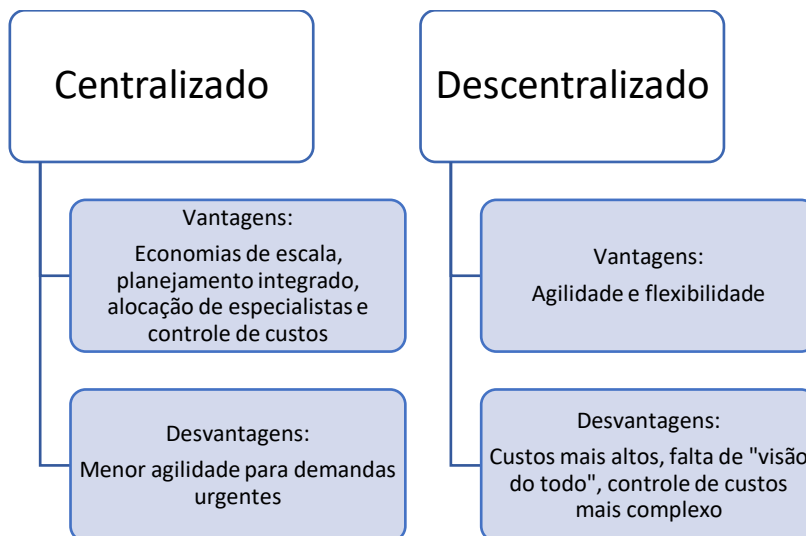 Centralizado
Vantagens:
Economias de escala,
planejamento integrado,
alocação de especialistas e
controle de custos
Desvantagens:
Menor agilidade para demandas
urgentes
Descentralizado
Vantagens:
Agilidade e flexibilidade
Desvantagens:
Custos mais altos, falta de "visão
do todo", controle de custos
mais complexo